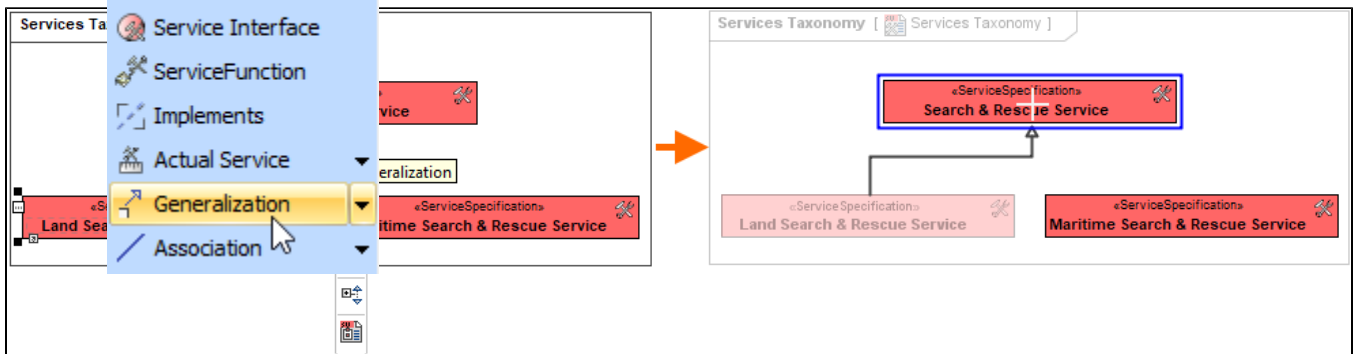 Services Ta
Service Interface
ServiceFunction
Implements
Actual Service
Generalization
Association
vice
eralization
«Se
Land Sea
«ServiceSpecification»
itime Search & Rescue Service
Services Taxonomy [ Services Taxonomy ]
«ServiceSpecification»
Search & Rescue Service
«ServiceSpecification»
Land Search & Rescue Service
«ServiceSpecification»
Maritime Search & Rescue Service